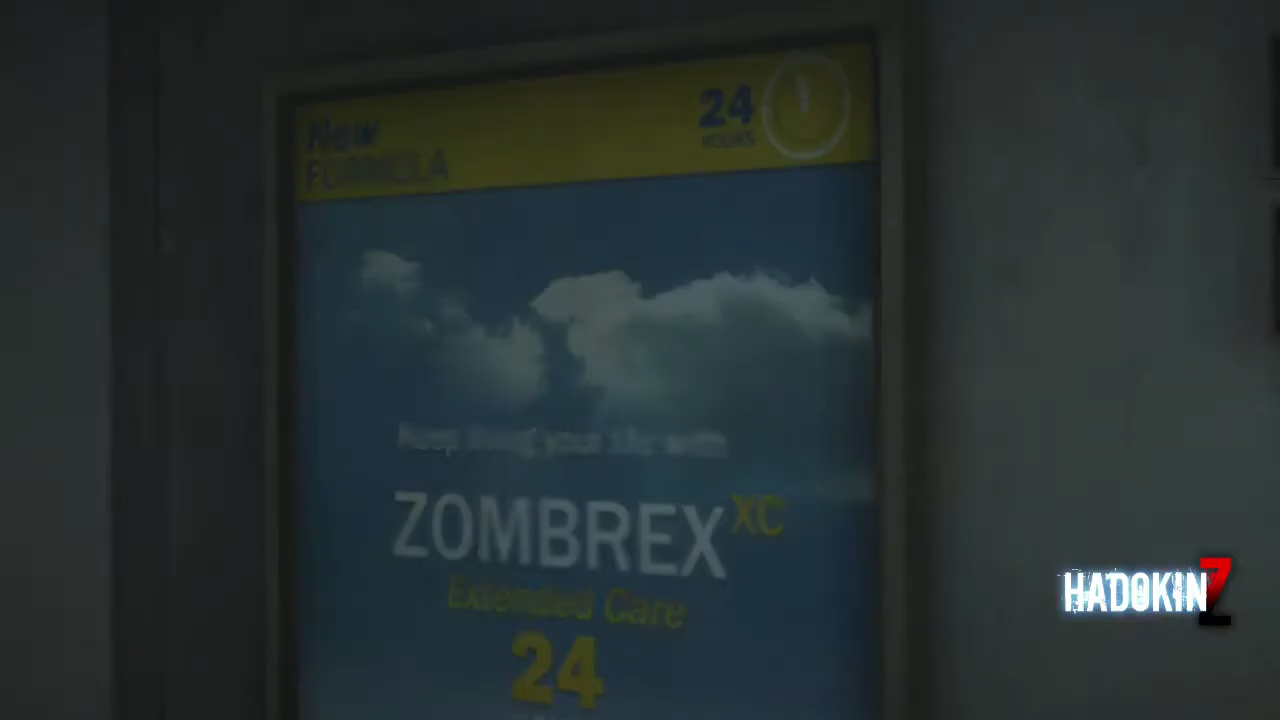 New
FORMULA
24
HOURS
Keep living your life with
ZOMBREX XC
Extended Care
24
HADOKINZ